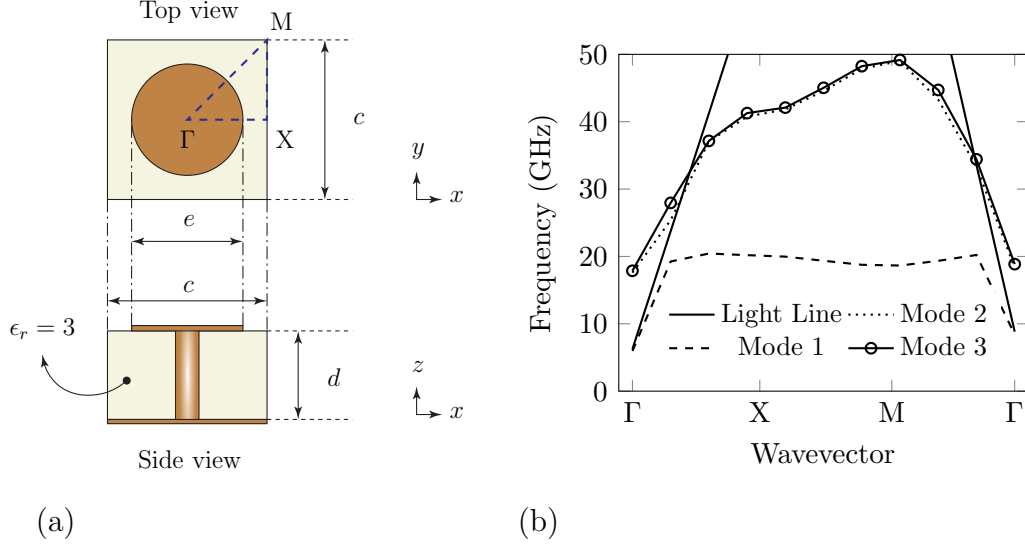 Top view
M
Γ
X
c
y
x
e
c
ϵr = 3
d
z
x
Side view
(a)
50
40
30
20
10
0
Frequency (GHz)
Light Line
Mode 2
Mode 1
Mode 3
Γ
X
M
Γ
Wavevector
(b)